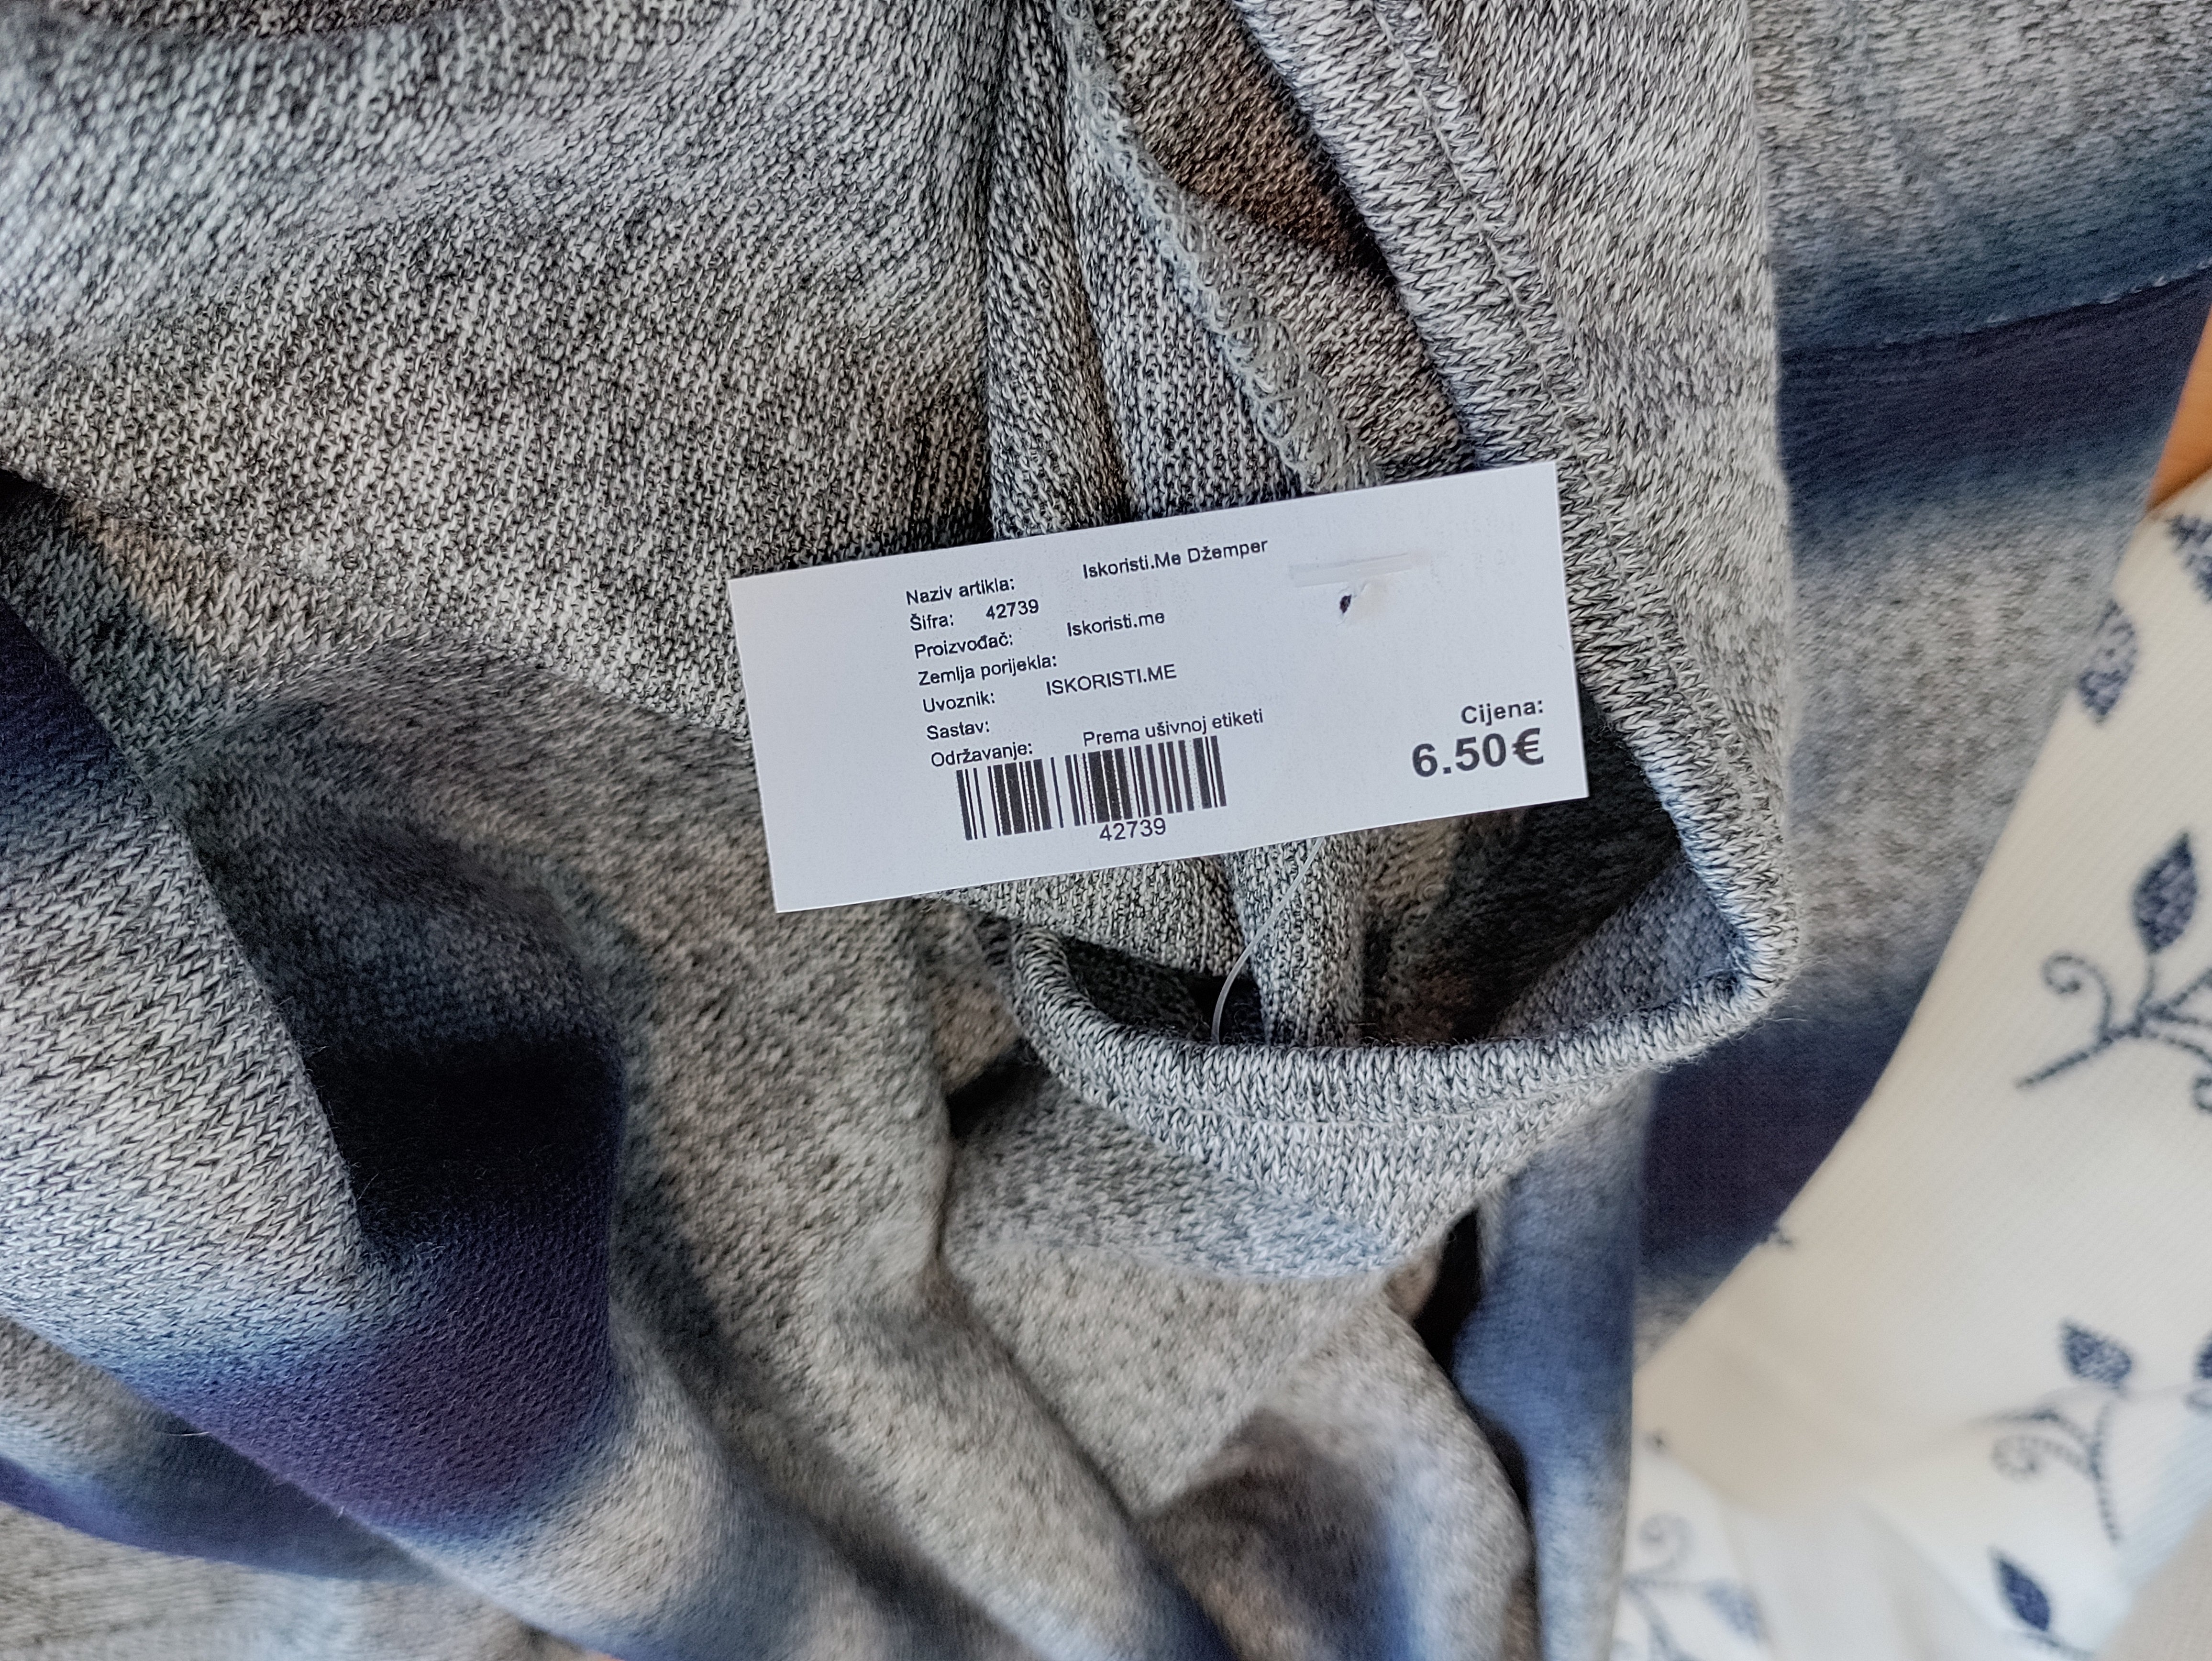 Naziv artikla: Iskoristi.Me Džemper
Šifra: 42739
Proizvođač: Iskoristi.me
Zemlja porijekla:
Uvoznik: ISKORISTI.ME
Sastav:
Održavanje: Prema ušivnoj etiketi
42739
Cijena:
6.50€